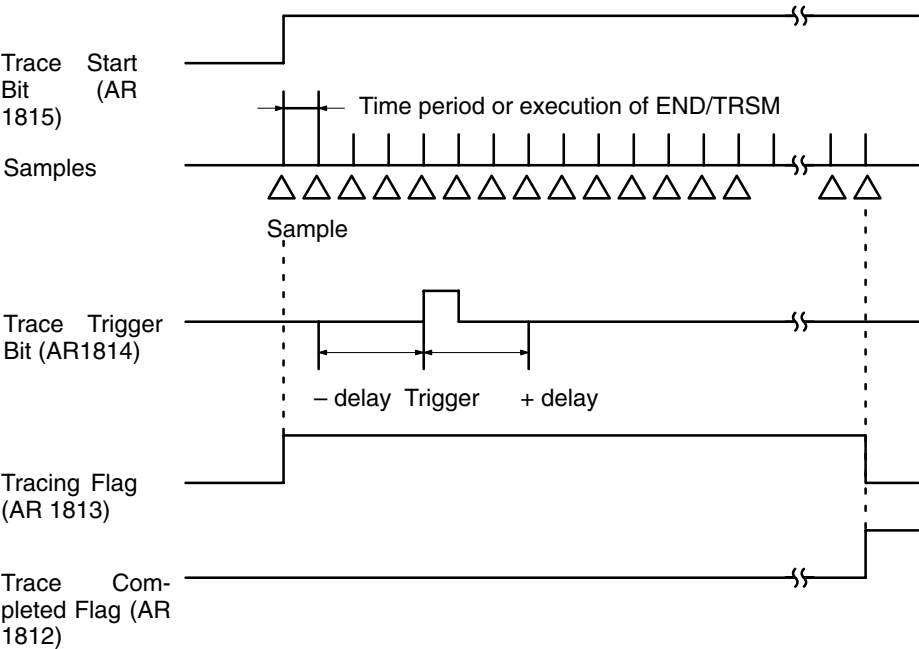 Trace Start
Bit (AR
1815)
Time period or execution of END/TRSM
Samples
Sample
Trace Trigger
Bit (AR1814)
– delay Trigger + delay
Tracing Flag
(AR 1813)
Trace Com-
pleted Flag (AR
1812)